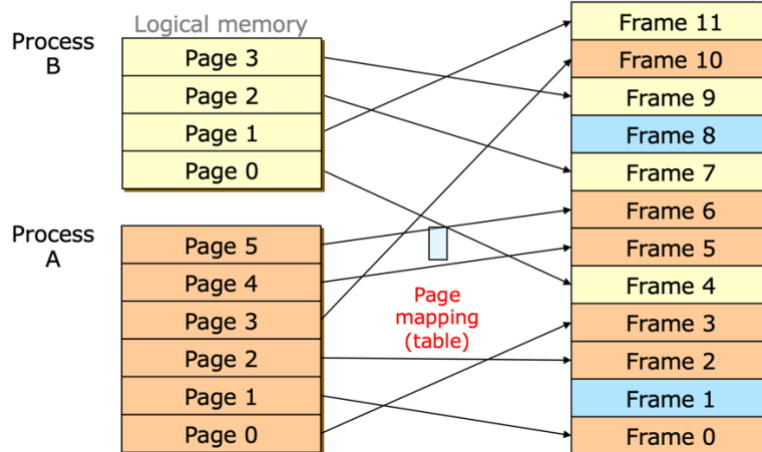 Logical memory
Process
B
Page 3
Page 2
Page 1
Page 0
Process
A
Page 5
Page 4
Page 3
Page 2
Page 1
Page 0
Page
mapping
(table)
Frame 11
Frame 10
Frame 9
Frame 8
Frame 7
Frame 6
Frame 5
Frame 4
Frame 3
Frame 2
Frame 1
Frame 0